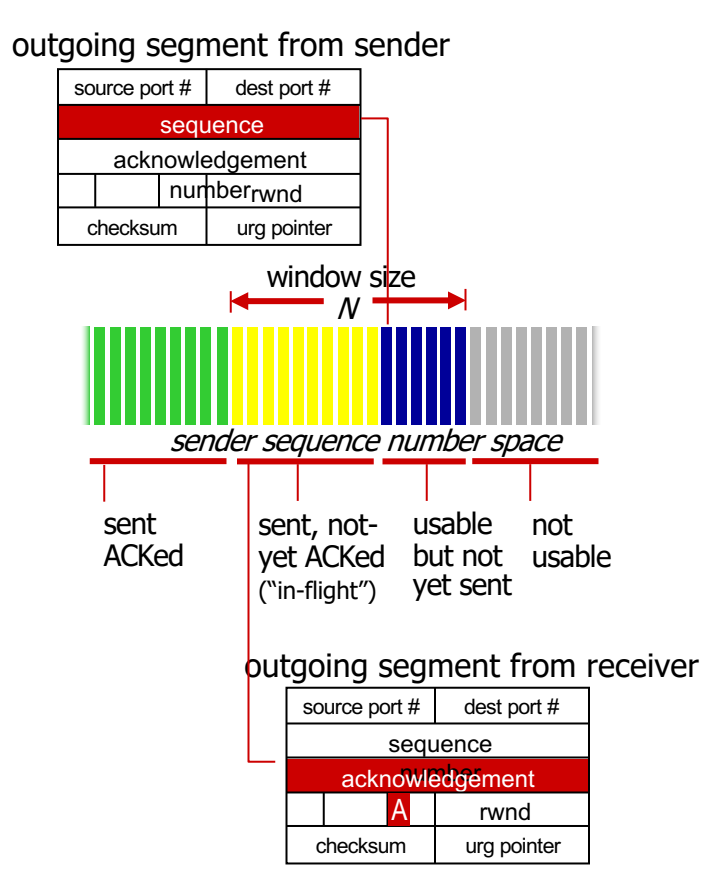 outgoing segment from sender
source port # dest port #
sequence
acknowledgement
number rwnd
checksum urg pointer
window size
N
sender sequence number space
sent
ACKed
sent, not-
yet ACKed
(“in-flight”)
usable
but not
yet sent
not
usable
outgoing segment from receiver
source port # dest port #
sequence
number
acknowledgement
A rwnd
checksum urg pointer